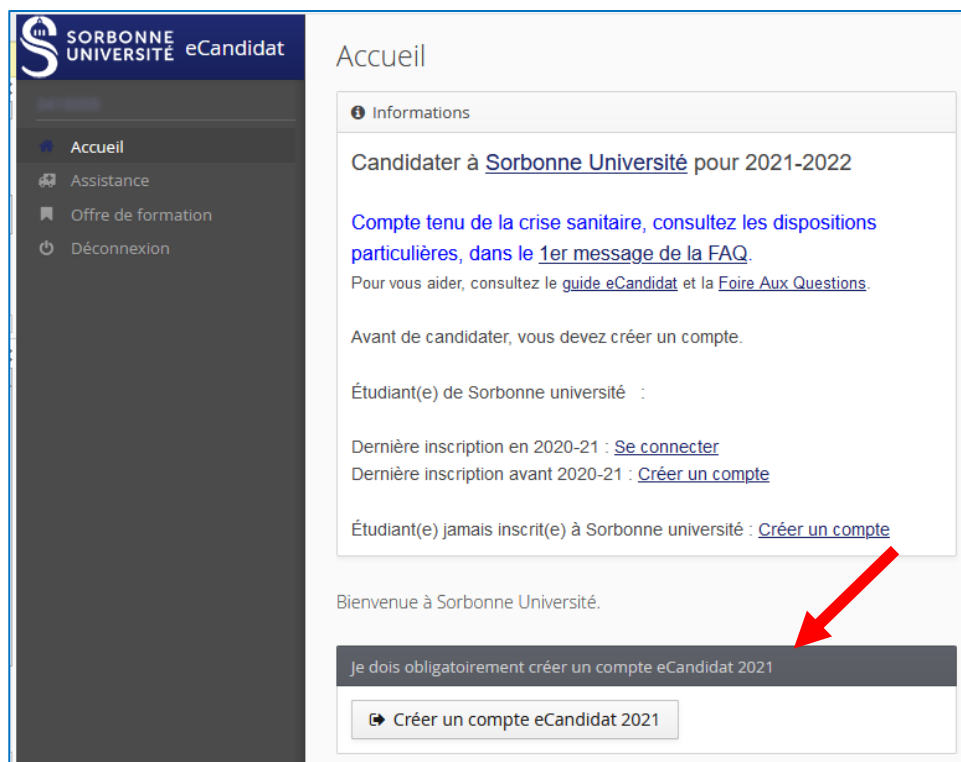 SORBONNE
UNIVERSITÉ eCandidat
Accueil
Assistance
Offre de formation
Déconnexion
Accueil
Informations
Candidater à Sorbonne Université pour 2021-2022
Compte tenu de la crise sanitaire, consultez les dispositions
particulières, dans le 1er message de la FAQ.
Pour vous aider, consultez le guide eCandidat et la Foire Aux Questions.
Avant de candidater, vous devez créer un compte.
Étudiant(e) de Sorbonne université :
Dernière inscription en 2020-21 : Se connecter
Dernière inscription avant 2020-21 : Créer un compte
Étudiant(e) jamais inscrit(e) à Sorbonne université : Créer un compte
Bienvenue à Sorbonne Université.
Je dois obligatoirement créer un compte eCandidat 2021
Créer un compte eCandidat 2021